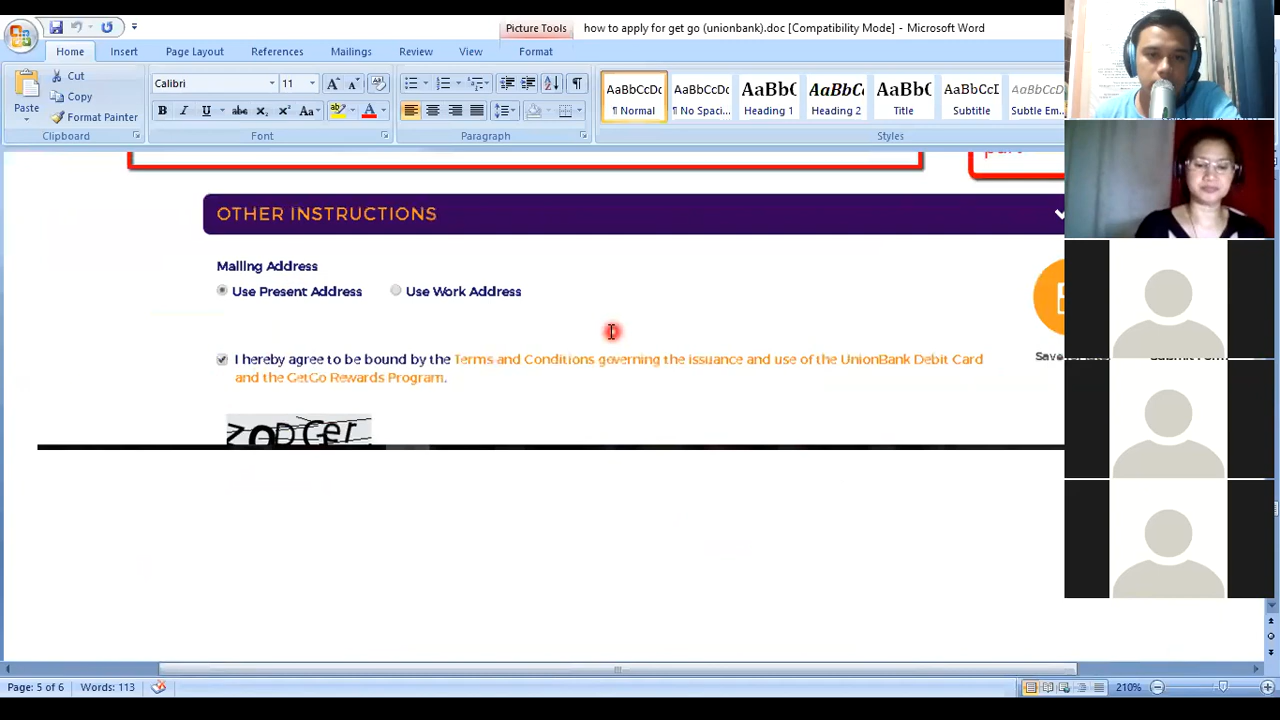 Picture Tools
how to apply for get go (unionbank).doc [Compatibility Mode] - Microsoft Word
Home Insert Page Layout References Mailings Review View Format
Paste
Cut
Copy
Format Painter
Clipboard
Calibri 11
Font
Paragraph
AaBbCcDc AaBbCcDc AaBbC AaBbCc AaBbC AaBbCcI AaBbCcDc
¶ Normal ¶ No Spaci... Heading 1 Heading 2 Title Subtitle Subtle Em...
Styles
OTHER INSTRUCTIONS
Mailing Address
Use Present Address Use Work Address
I hereby agree to be bound by the Terms and Conditions governing the issuance and use of the UnionBank Debit Card
and the GetGo Rewards Program.
Page: 5 of 6 Words: 113 210%